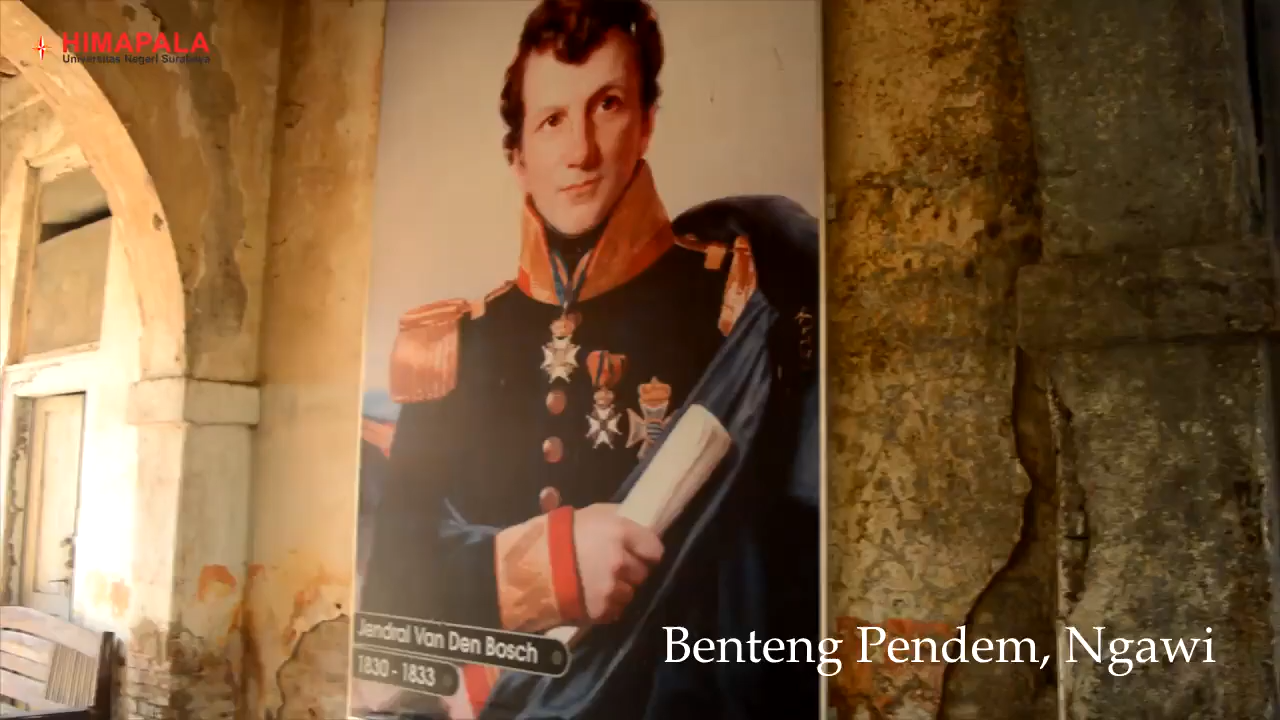 HIMAPALA
Universitas Negeri Surabaya
Jendral Van Den Bosch
1830 - 1833
Benteng Pendem, Ngawi